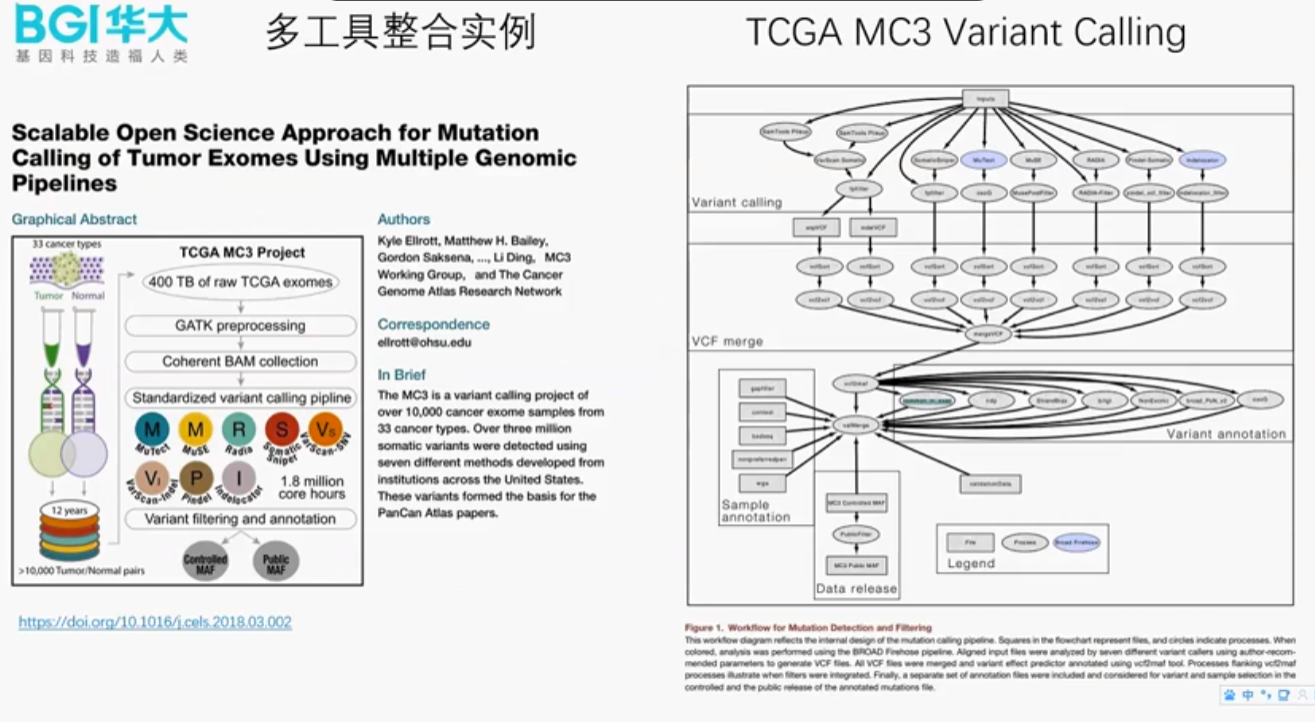 BGI华大
基因科技造福人类
多工具整合实例
TCGA MC3 Variant Calling
Scalable Open Science Approach for Mutation
Calling of Tumor Exomes Using Multiple Genomic
Pipelines
Graphical Abstract
33 cancer types
Tumor Normal
12 years
>10,000 Tumor/Normal pairs
TCGA MC3 Project
400 TB of raw TCGA exomes
GATK preprocessing
Coherent BAM collection
Standardized variant calling pipline
M M R S Vs
MuTect MuSE Radia Somatic Sniper VarScan-SNV
Vi P I
VarScan-Indel Pindel Indelocator
1.8 million
core hours
Variant filtering and annotation
Controlled
MAF
Public
MAF
Authors
Kyle Ellrott, Matthew H. Bailey,
Gordon Saksena, ..., Li Ding, MC3
Working Group, and The Cancer
Genome Atlas Research Network
Correspondence
ellrott@ohsu.edu
In Brief
The MC3 is a variant calling project of
over 10,000 cancer exome samples from
33 cancer types. Over three million
somatic variants were detected using
seven different methods developed from
institutions across the United States.
These variants formed the basis for the
PanCan Atlas papers.
https://doi.org/10.1016/j.cels.2018.03.002
Inputs
SamTools Pileup SamTools Pileup
VarScan Somatic SomaticSniper MuTect MuSE RADIA Pindel Somatic Indelocator
fpfilter fpfilter oxoG MusePostFilter RADIA-Filter pindel_vcf_filter indelocator_filter
Variant calling
snpVCF indelVCF
vcfSort vcfSort vcfSort vcfSort vcfSort vcfSort vcfSort vcfSort
vcf2vcf vcf2vcf vcf2vcf vcf2vcf vcf2vcf vcf2vcf vcf2vcf vcf2vcf
mergeVCF
VCF merge
vcf2maf
StrandBias bitgt NonExonic broad_PoN_v2 oxoG
Variant annotation
gapfiller
context
badseq
nonpreferredpair
wga
Sample
annotation
validationData
MC3 Controlled MAF
PublicFilter
MC3 Public MAF
Data release
File Process Broad Firehose
Legend
Figure 1. Workflow for Mutation Detection and Filtering
This workflow diagram reflects the internal design of the mutation calling pipeline. Squares in the flowchart represent files, and circles indicate processes. When
colored, analysis was performed using the BROAD Firehose pipeline. Aligned input files were analyzed by seven different variant callers using author-recom-
mended parameters to generate VCF files. All VCF files were merged and variant effect predictor annotated using vcf2maf tool. Processes flanking vcf2maf
processes illustrate when filters were integrated. Finally, a separate set of annotation files were included and considered for variant and sample selection in the
controlled and the public release of the annotated mutations file.
中